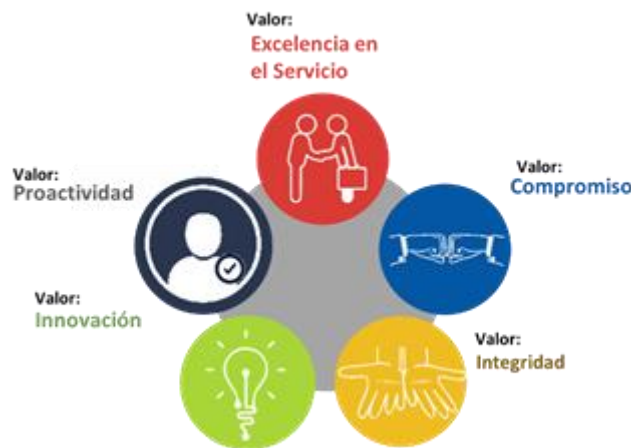 Valor:
Excelencia en
el Servicio
Valor:
Proactividad
Valor:
Compromiso
Valor:
Innovación
Valor:
Integridad